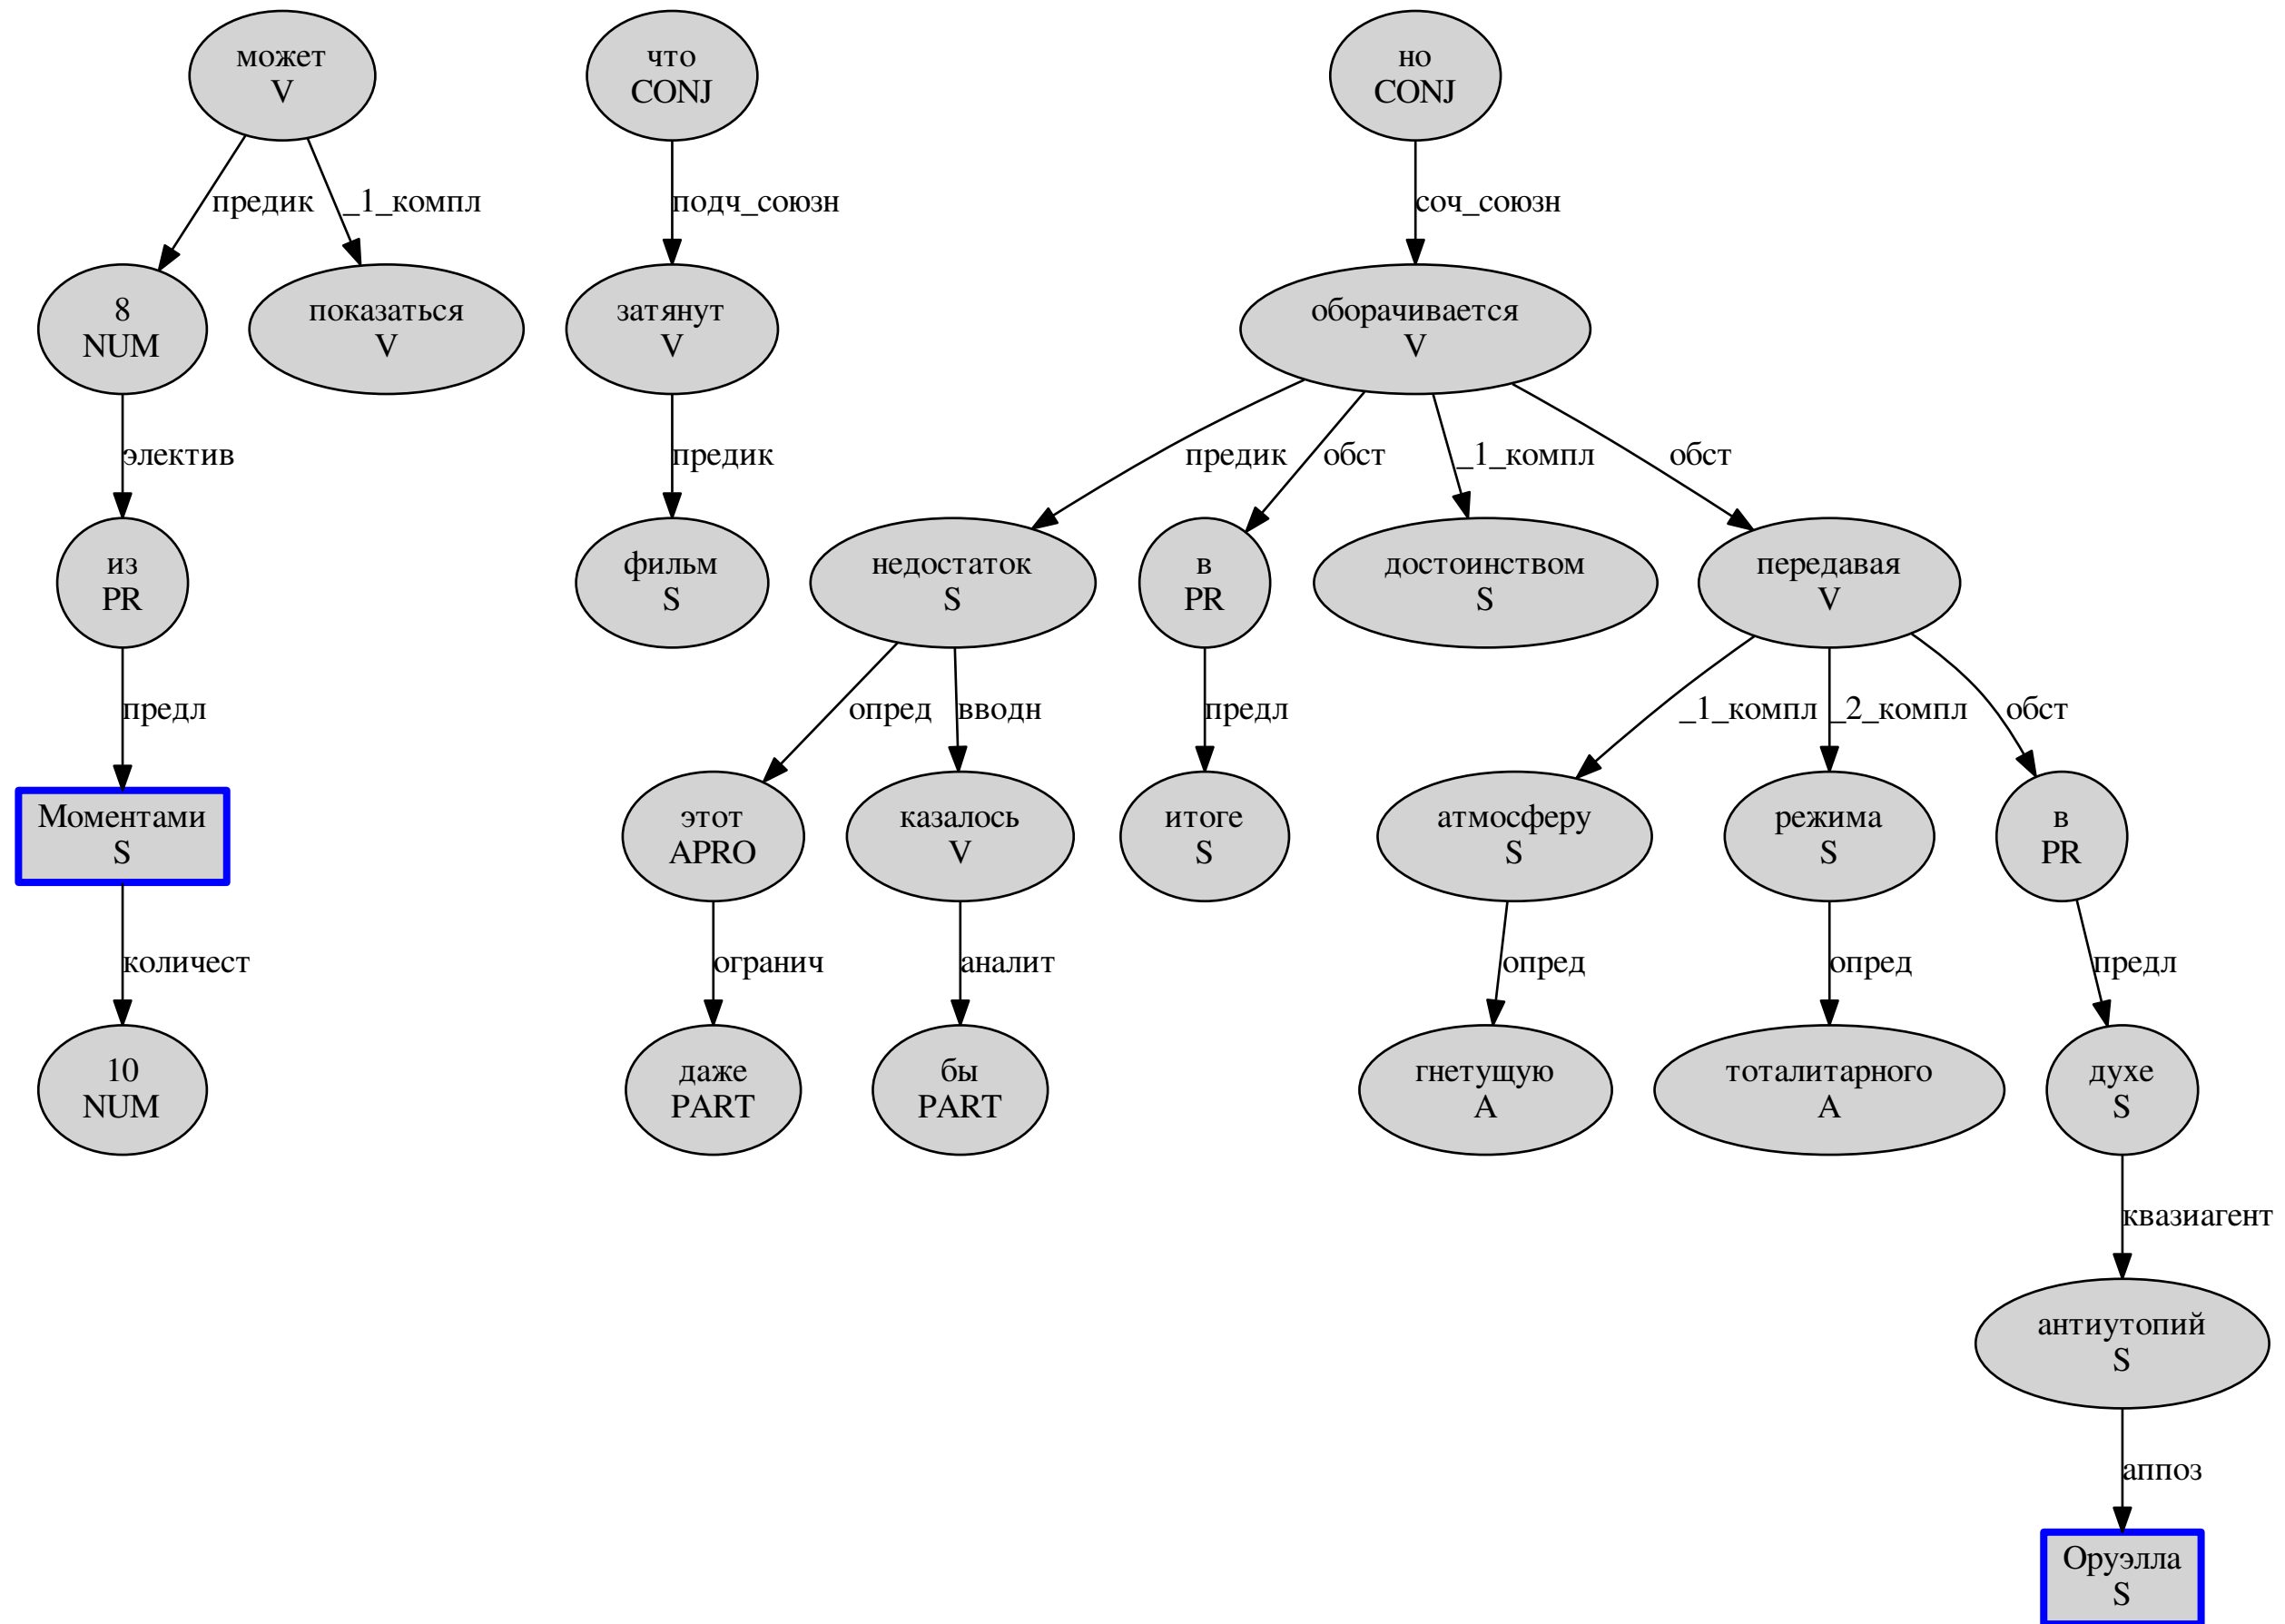 может
V
что
CONJ
но
CONJ
предик
_1_компл
подч_союзн
соч_союзн
8
NUM
показаться
V
затянут
V
оборачивается
V
электив
предик
предик
обст
_1_компл
обст
из
PR
фильм
S
недостаток
S
в
PR
достоинством
S
передавая
V
предл
опред
вводн
предл
_1_компл
_2_компл
обст
Моментами
S
этот
APRO
казалось
V
итоге
S
атмосферу
S
режима
S
в
PR
количест
огранич
аналит
опред
опред
предл
10
NUM
даже
PART
бы
PART
гнетущую
A
тоталитарного
A
духе
S
квазиагент
антиутопий
S
аппоз
Оруэлла
S